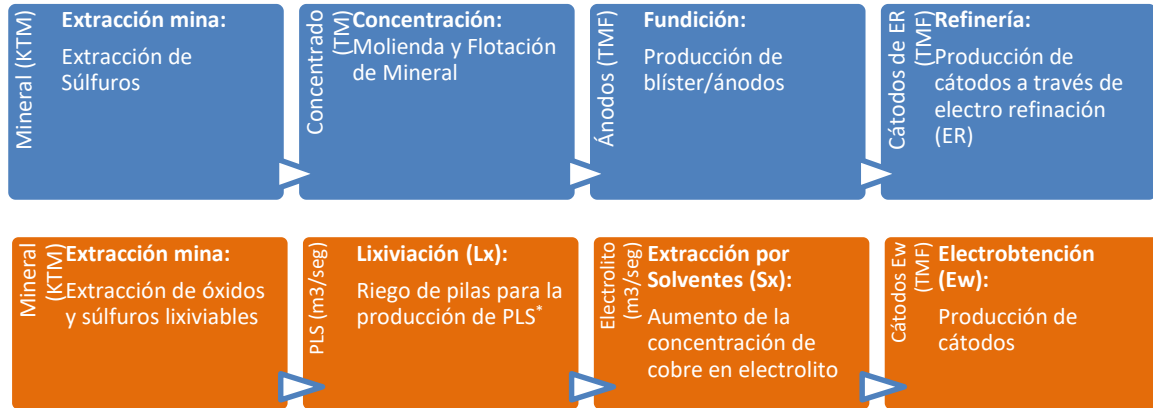 Mineral (KTM)
Extracción mina:
Extracción de
Súlfuros
Concentrado
(TM)
Concentración:
Molienda y Flotación
de Mineral
Ánodos (TMF)
Fundición:
Producción de
blíster/ánodos
Cátodos de ER
(TMF)
Refinería:
Producción de
cátodos a través de
electro refinación
(ER)
Mineral
(KTM)
Extracción mina:
Extracción de óxidos
y súlfuros lixiviables
PLS (m3/seg)
Lixiviación (Lx):
Riego de pilas para la
producción de PLS*
Electrolito
(m3/seg)
Extracción por
Solventes (Sx):
Aumento de la
concentración de
cobre en electrolito
Cátodos Ew
(TMF)
Electrobtención
(Ew):
Producción de
cátodos